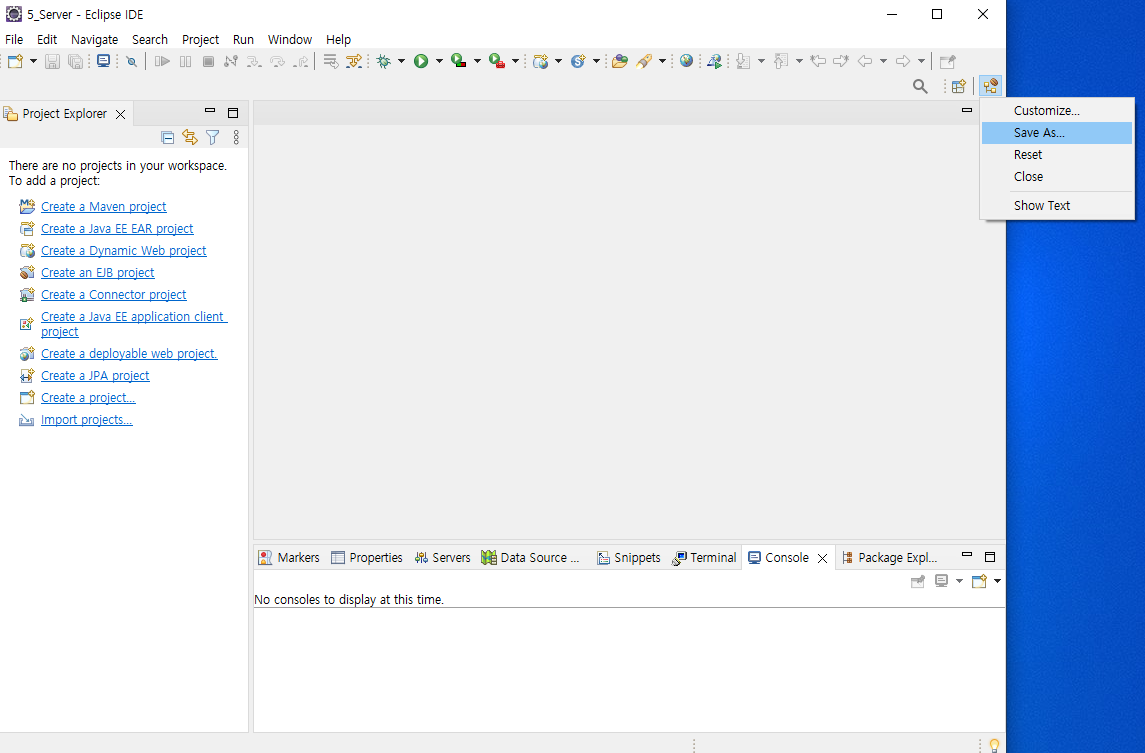 5_Server - Eclipse IDE
File Edit Navigate Search Project Run Window Help
Project Explorer
There are no projects in your workspace.
To add a project:
Create a Maven project
Create a Java EE EAR project
Create a Dynamic Web project
Create an EJB project
Create a Connector project
Create a Java EE application client
project
Create a deployable web project.
Create a JPA project
Create a project...
Import projects...
Customize...
Save As...
Reset
Close
Show Text
Markers Properties Servers Data Source ... Snippets Terminal Console Package Expl...
No consoles to display at this time.